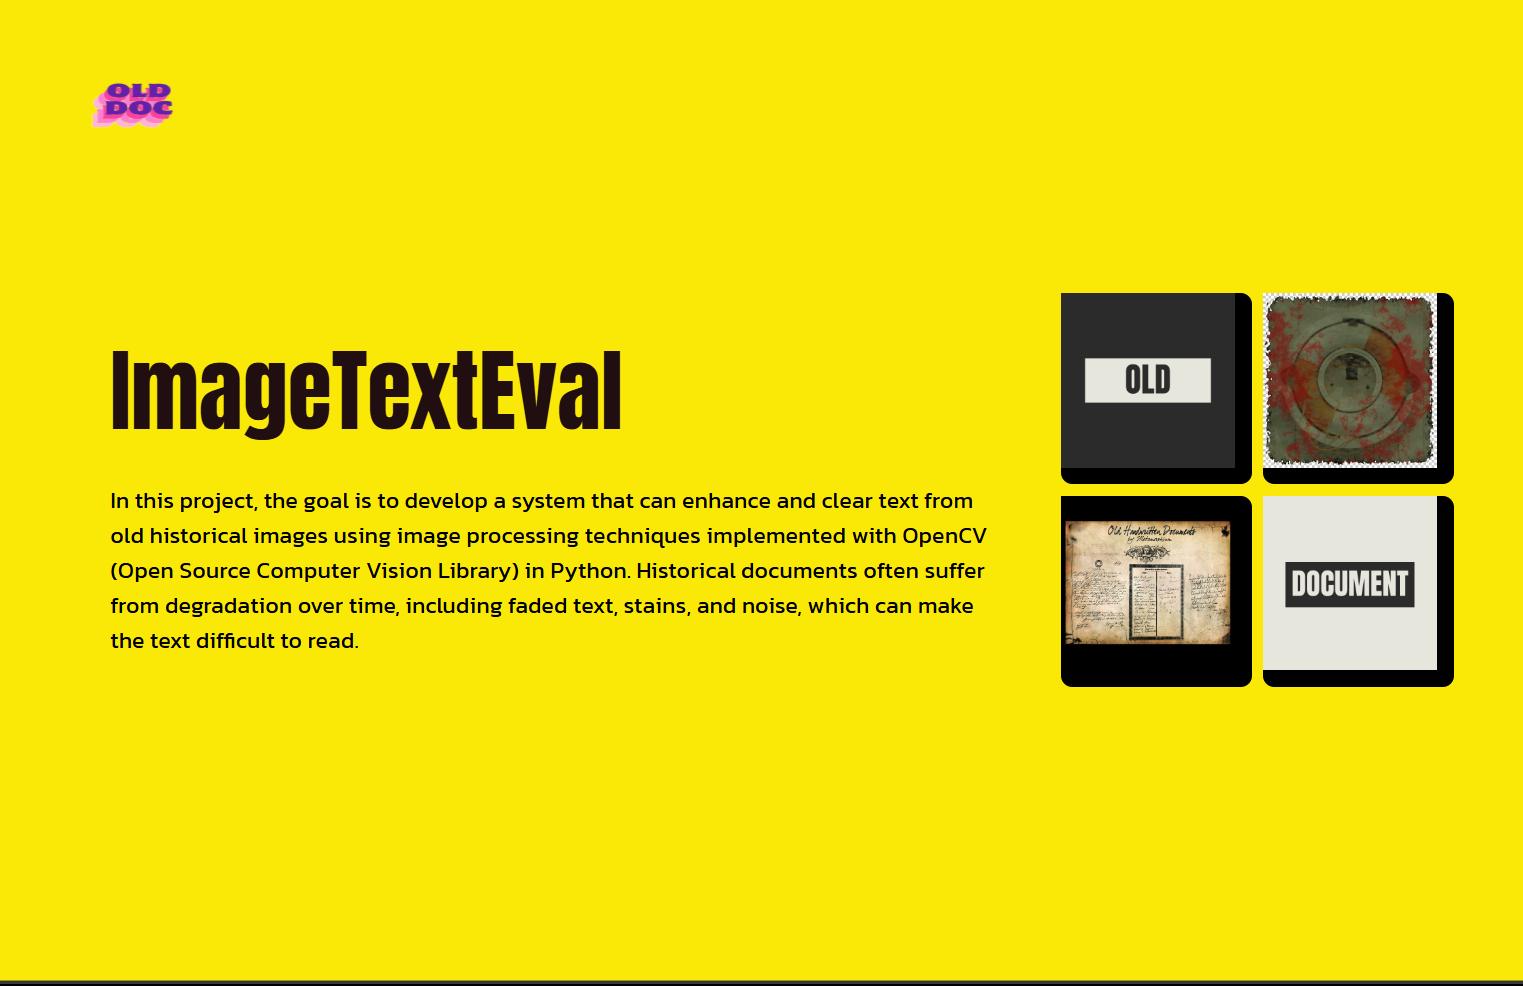 OLD
DOC
ImageTextEval
In this project, the goal is to develop a system that can enhance and clear text from
old historical images using image processing techniques implemented with OpenCV
(Open Source Computer Vision Library) in Python. Historical documents often suffer
from degradation over time, including faded text, stains, and noise, which can make
the text difficult to read.
OLD
Old Handwritten Documents
DOCUMENT